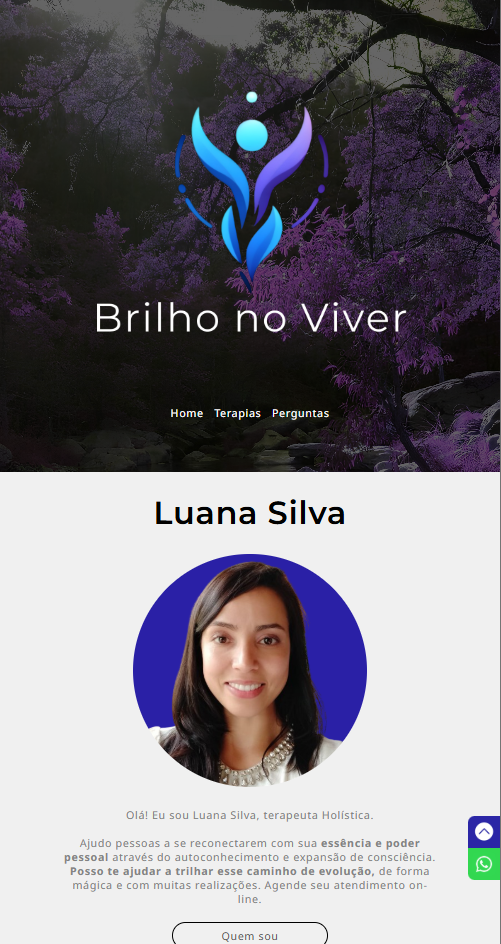 Brilho no Viver
Home Terapias Perguntas
Luana Silva
Olá! Eu sou Luana Silva, terapeuta Holística.
Ajudo pessoas a se reconectarem com sua essência e poder
pessoal através do autoconhecimento e expansão de consciência.
Posso te ajudar a trilhar esse caminho de evolução, de forma
mágica e com muitas realizações. Agende seu atendimento on-
line.
Quem sou